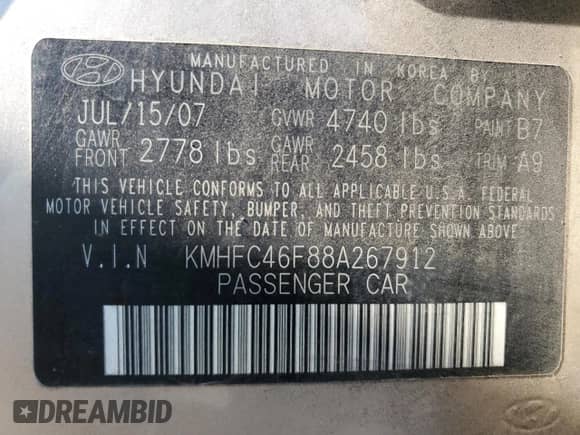 MANUFACTURED IN KOREA BY
HYUNDAI MOTOR COMPANY
JUL/15/07 GVWR 4740 lbs PAINT B7
GAWR FRONT 2778 lbs GAWR REAR 2458 lbs TRIM A9
THIS VEHICLE CONFORMS TO ALL APPLICABLE U.S.A. FEDERAL
MOTOR VEHICLE SAFETY, BUMPER, AND THEFT PREVENTION STANDARDS
IN EFFECT ON THE DATE OF MANUFACTURE SHOWN ABOVE.
V.I.N KMHFC46F88A267912
PASSENGER CAR
DREAMBID